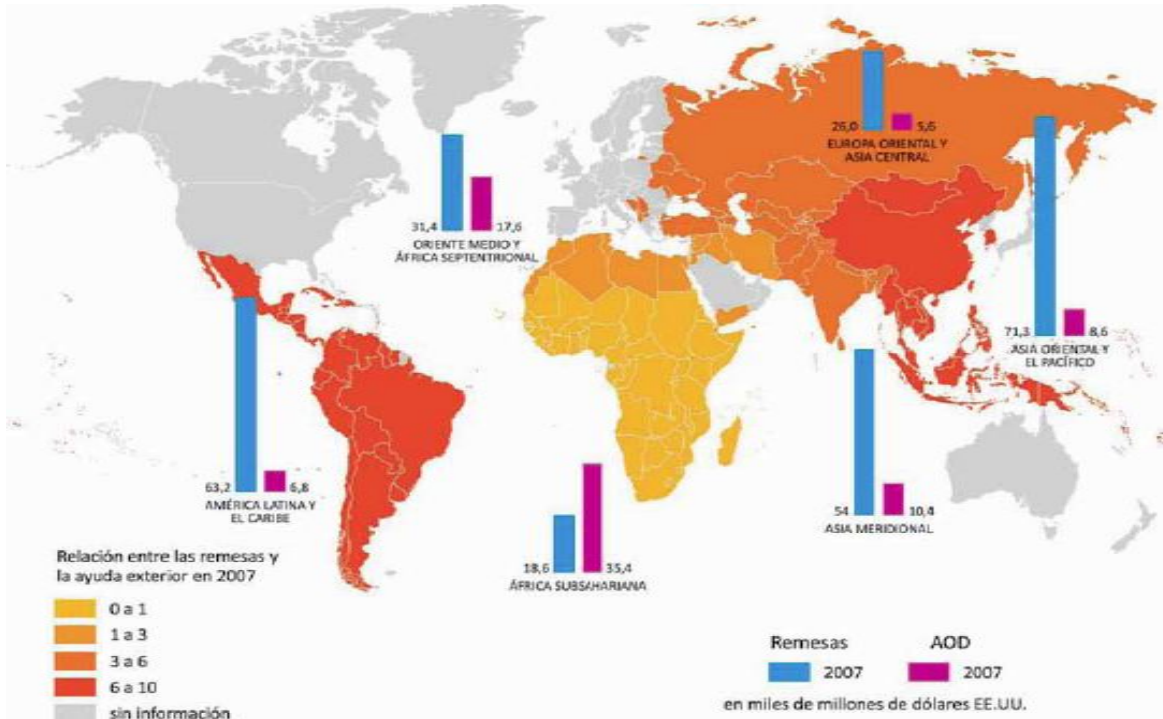 26,0 5,6
EUROPA ORIENTAL Y
ASIA CENTRAL
31,4 17,6
ORIENTE MEDIO Y
ÁFRICA SEPTENTRIONAL
71,3 8,6
ASIA ORIENTAL Y
EL PACÍFICO
63,2 6,8
AMÉRICA LATINA Y
EL CARIBE
54 10,4
ASIA MERIDIONAL
18,6 35,4
ÁFRICA SUBSAHARIANA
Relación entre las remesas y
la ayuda exterior en 2007
0 a 1
1 a 3
3 a 6
6 a 10
sin información
Remesas AOD
2007 2007
en miles de millones de dólares EE.UU.